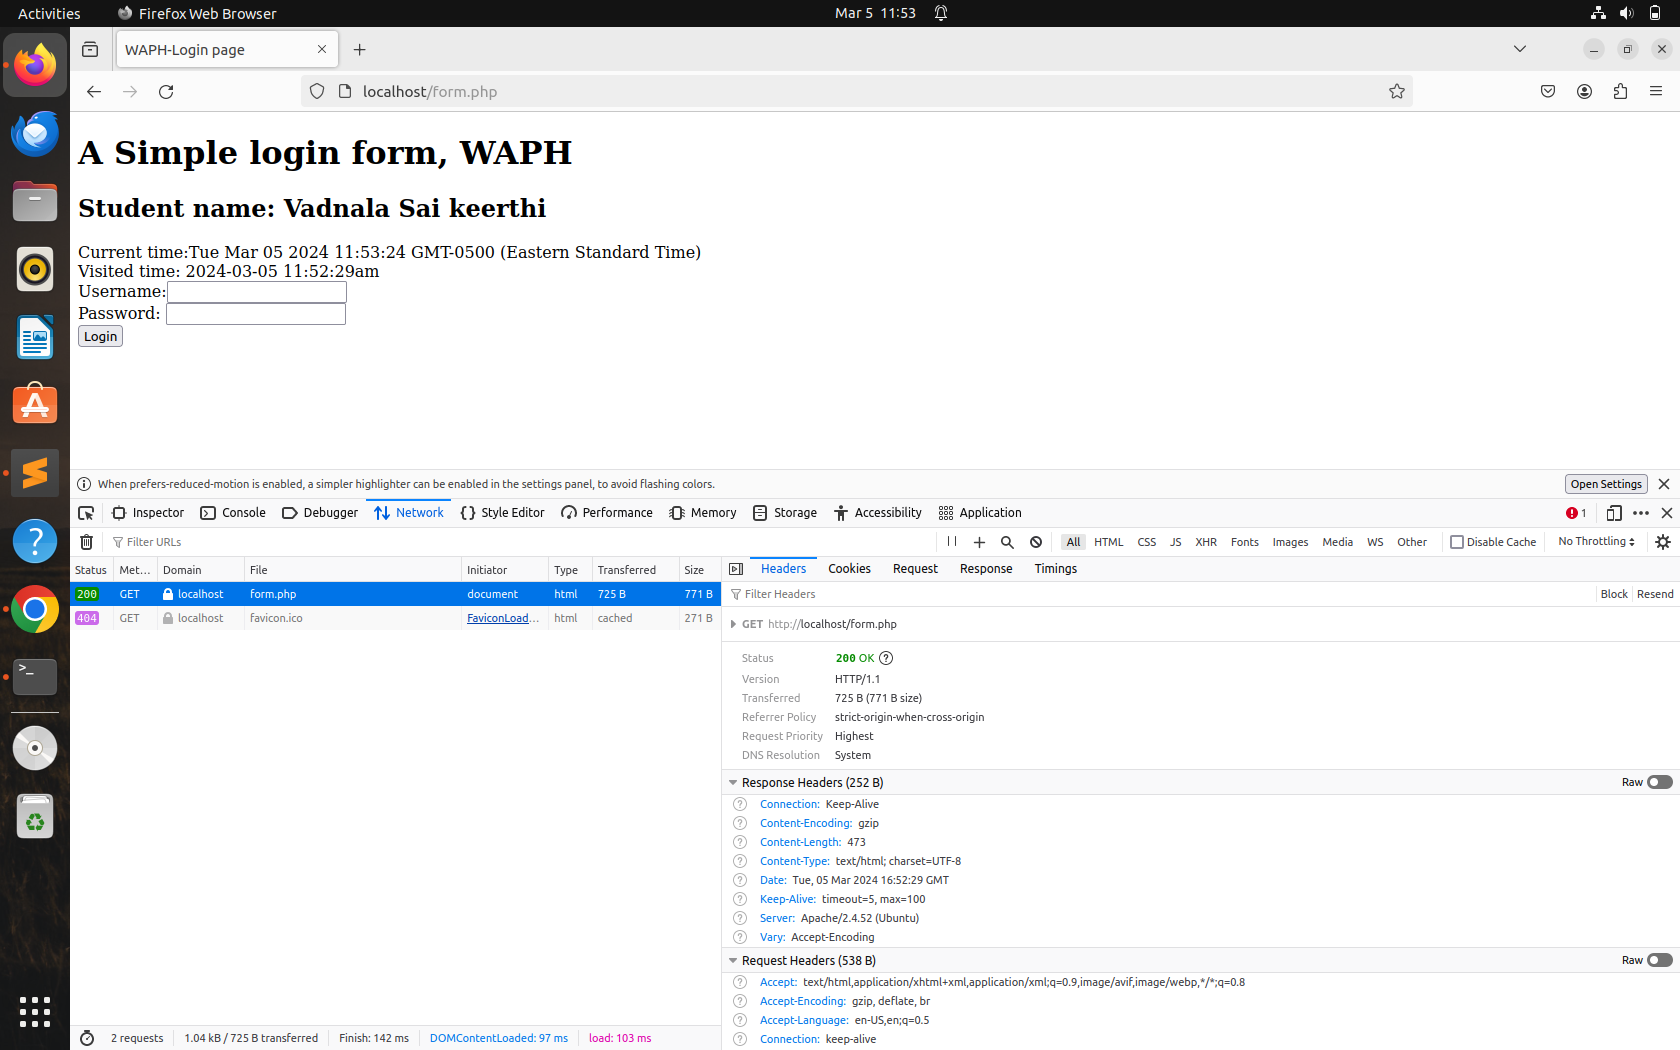 Activities Firefox Web Browser Mar 5 11:53
WAPH-Login page
localhost/form.php
A Simple login form, WAPH
Student name: Vadnala Sai keerthi
Current time:Tue Mar 05 2024 11:53:24 GMT-0500 (Eastern Standard Time)
Visited time: 2024-03-05 11:52:29am
Username:
Password:
Login
When prefers-reduced-motion is enabled, a simpler highlighter can be enabled in the settings panel, to avoid flashing colors. Open Settings
Inspector Console Debugger Network Style Editor Performance Memory Storage Accessibility Application 1
Filter URLs All HTML CSS JS XHR Fonts Images Media WS Other Disable Cache No Throttling
Status Met... Domain File Initiator Type Transferred Size
200 GET localhost form.php document html 725 B 771 B
404 GET localhost favicon.ico FaviconLoad... html cached 271 B
Headers Cookies Request Response Timings
Filter Headers Block Resend
GET http://localhost/form.php
Status 200 OK
Version HTTP/1.1
Transferred 725 B (771 B size)
Referrer Policy strict-origin-when-cross-origin
Request Priority Highest
DNS Resolution System
Response Headers (252 B) Raw
Connection: Keep-Alive
Content-Encoding: gzip
Content-Length: 473
Content-Type: text/html; charset=UTF-8
Date: Tue, 05 Mar 2024 16:52:29 GMT
Keep-Alive: timeout=5, max=100
Server: Apache/2.4.52 (Ubuntu)
Vary: Accept-Encoding
Request Headers (538 B) Raw
Accept: text/html,application/xhtml+xml,application/xml;q=0.9,image/avif,image/webp,*/*;q=0.8
Accept-Encoding: gzip, deflate, br
Accept-Language: en-US,en;q=0.5
Connection: keep-alive
2 requests 1.04 kB / 725 B transferred Finish: 142 ms DOMContentLoaded: 97 ms load: 103 ms